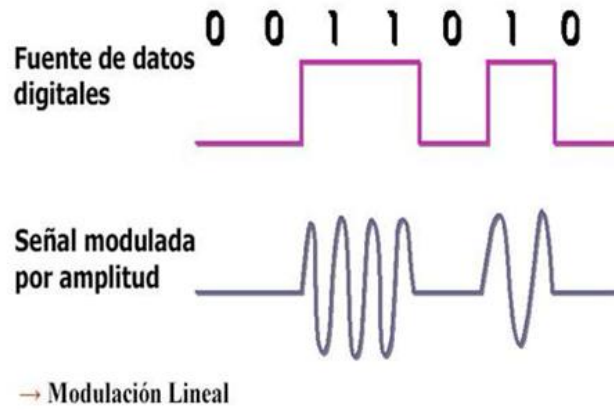 0 0 1 1 0 1 0
Fuente de datos
digitales
Señal modulada
por amplitud
→ Modulación Lineal